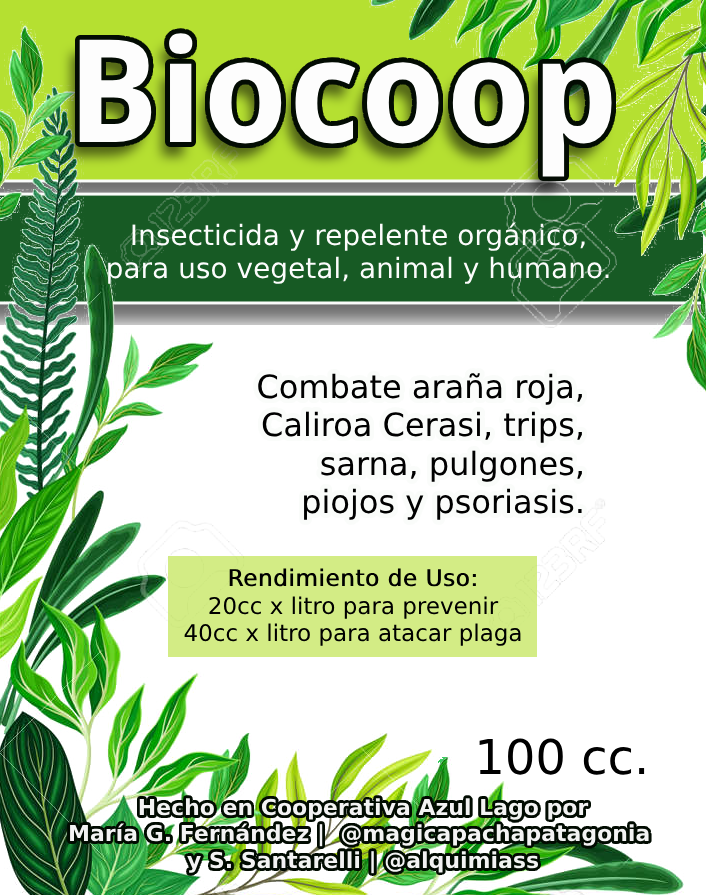 Biocoop
Insecticida y repelente orgánico,
para uso vegetal, animal y humano.
Combate araña roja,
Caliroa Cerasi, trips,
sarna, pulgones,
piojos y psoriasis.
Rendimiento de Uso:
20cc x litro para prevenir
40cc x litro para atacar plaga
100 cc.
Hecho en Cooperativa Azul Lago por
María G. Fernández | @magicapachapatagonia
y S. Santarelli | @alquimiass
123RF